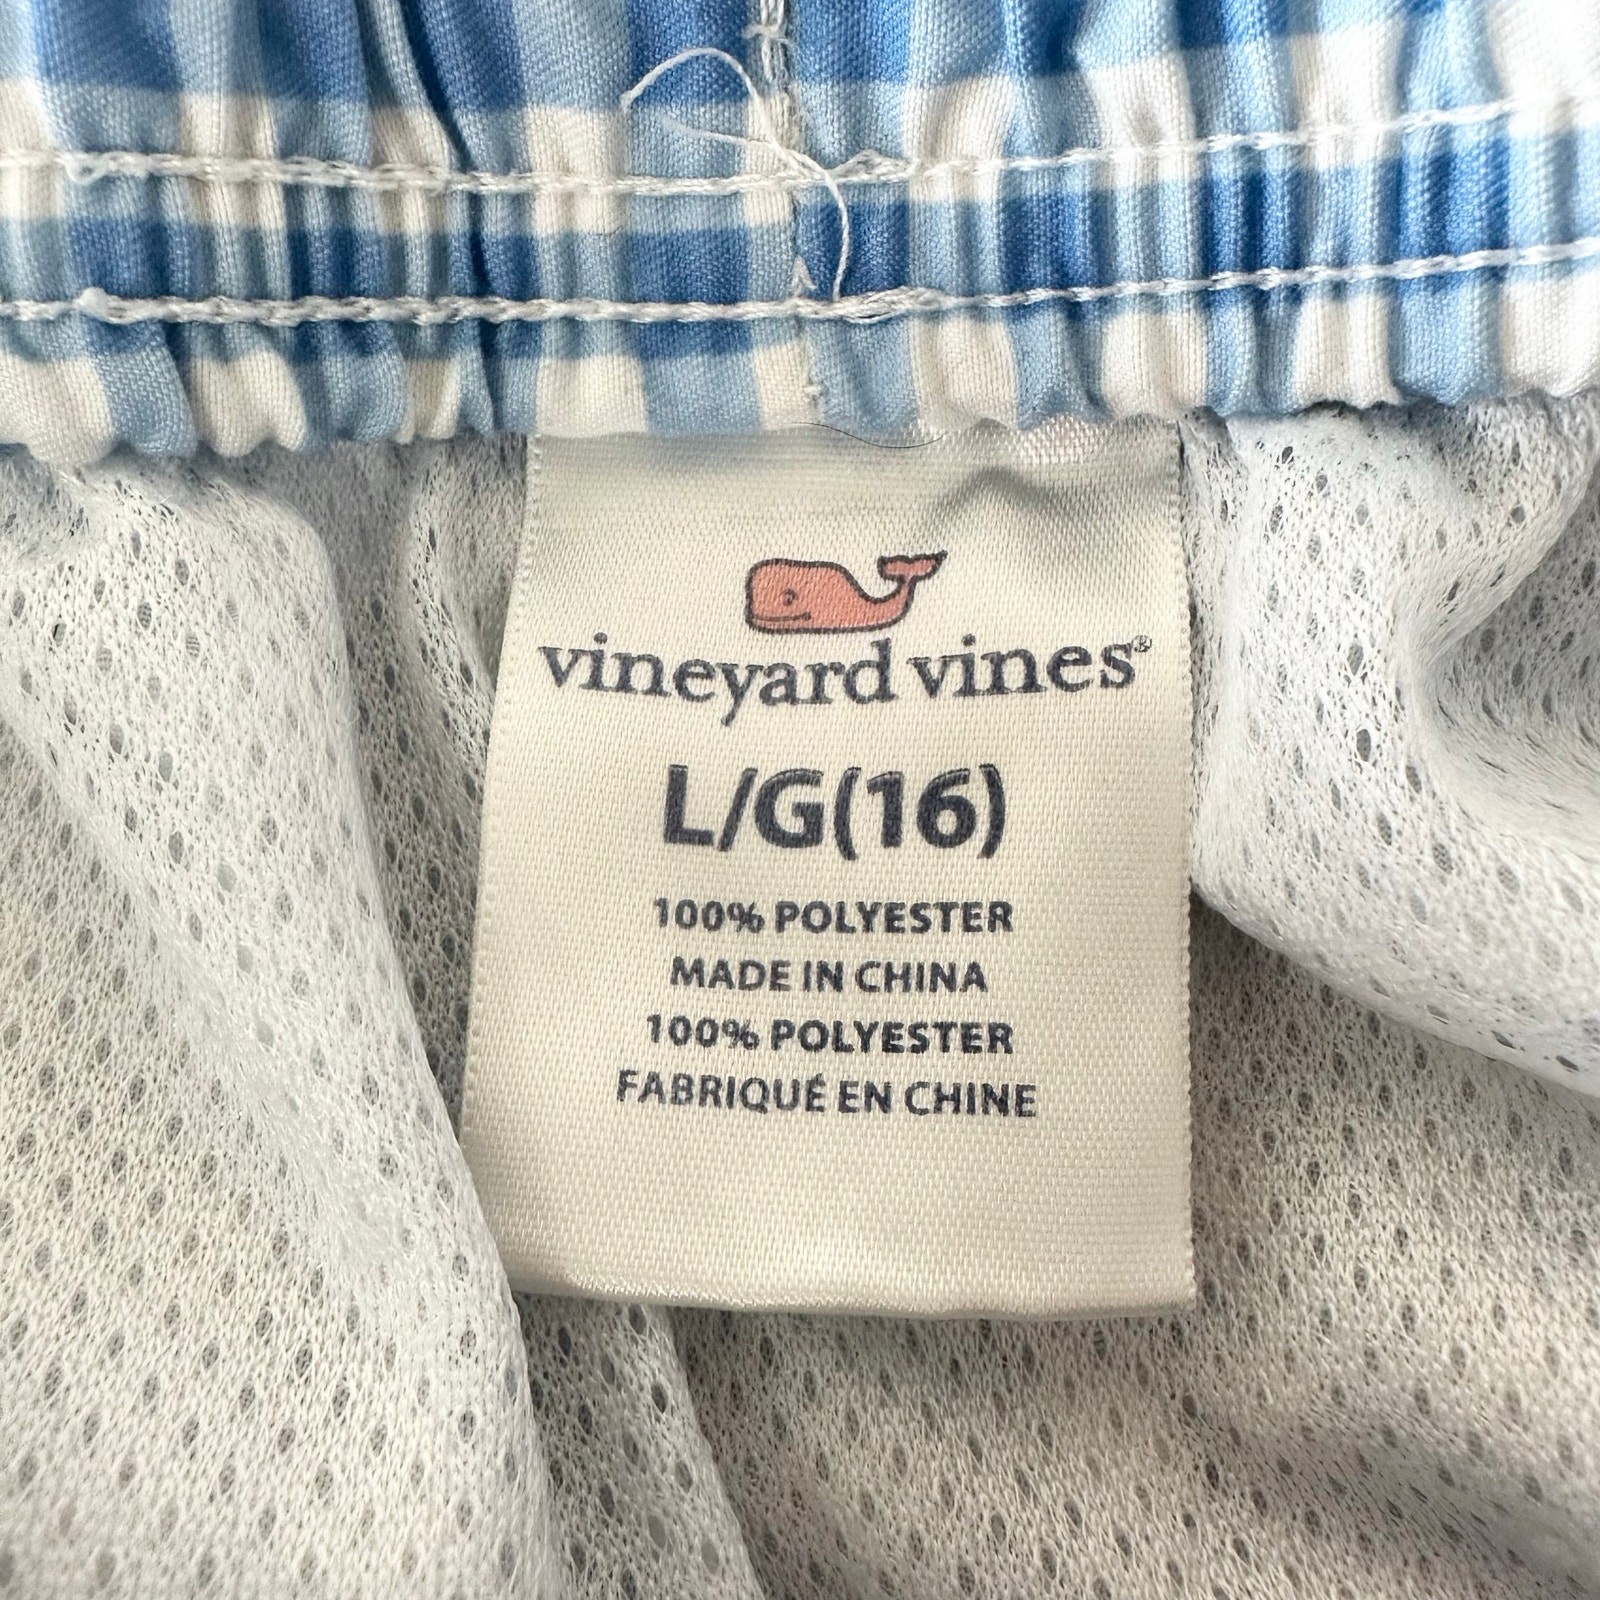 vineyard vines®
L/G(16)
100% POLYESTER
MADE IN CHINA
100% POLYESTER
FABRIQUÉ EN CHINE